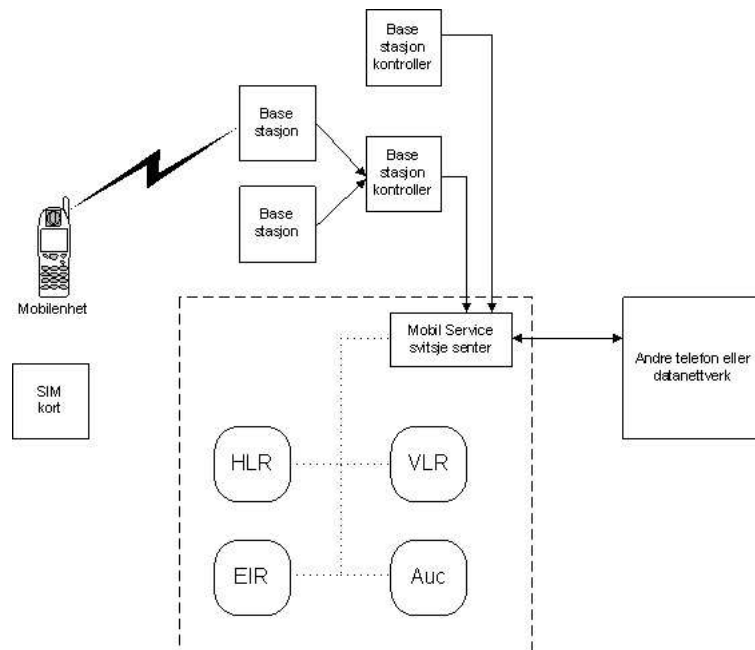 Base
stasjon
kontroller
Base
stasjon
Base
stasjon
kontroller
Base
stasjon
Mobilenhet
Mobil Service
svitsje senter
Andre telefon eller
datanettverk
SIM
kort
HLR
VLR
EIR
Auc